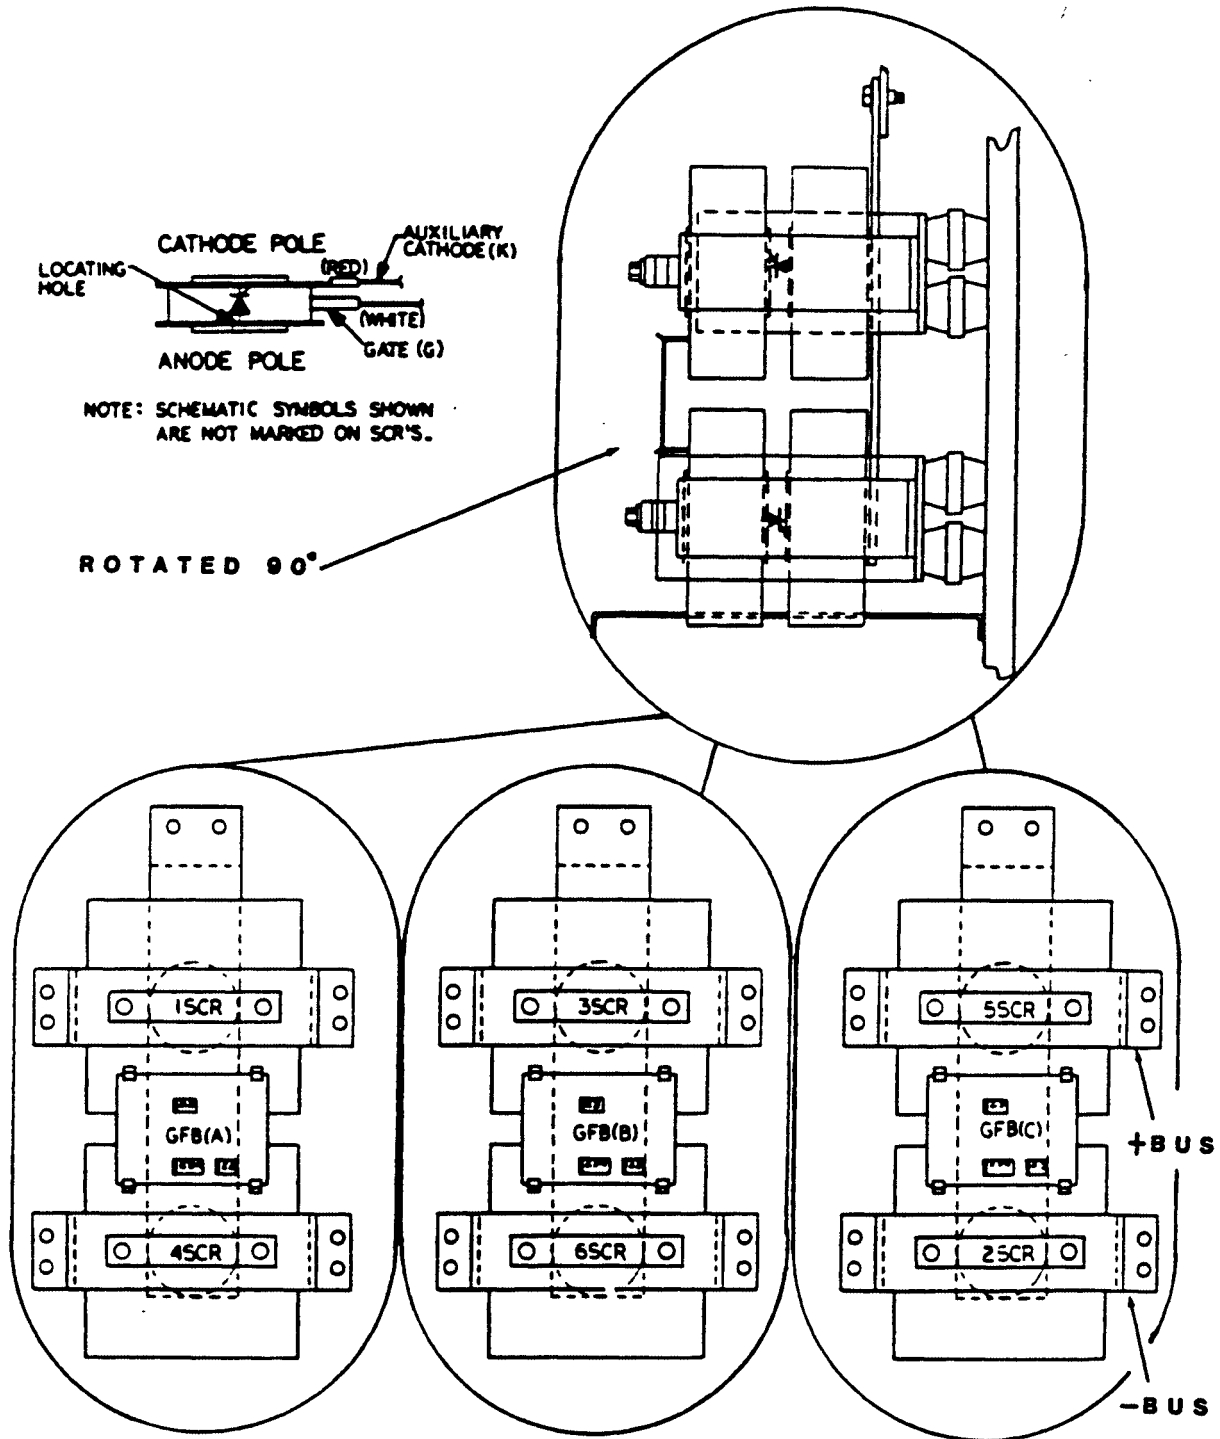 CATHODE POLE
AUXILIARY
CATHODE (K)
(RED)
LOCATING
HOLE
(WHITE)
GATE (G)
ANODE POLE
NOTE: SCHEMATIC SYMBOLS SHOWN
ARE NOT MARKED ON SCR'S.
ROTATED 90°
1SCR
3SCR
5SCR
GFB(A)
GFB(B)
GFB(C)
+BUS
4SCR
6SCR
2SCR
-BUS